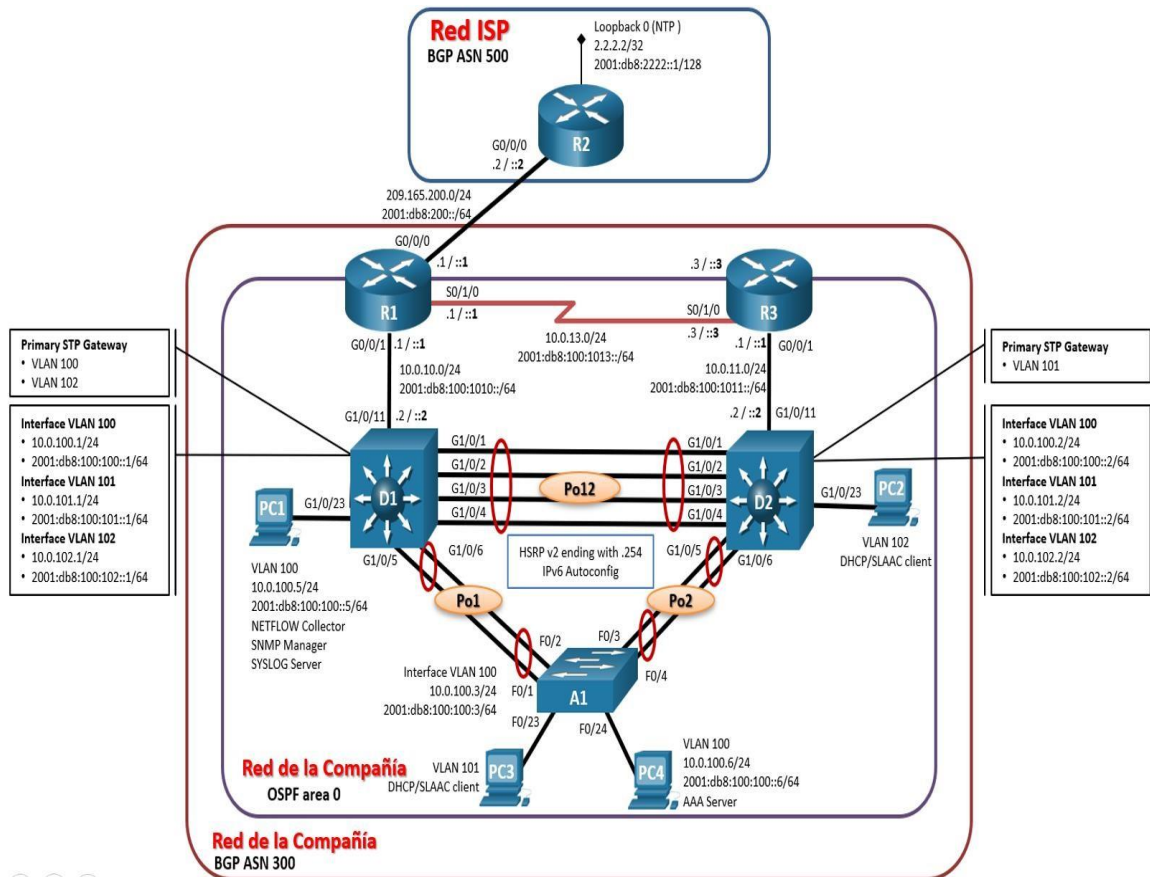 Red ISP
BGP ASN 500
Loopback 0 (NTP )
2.2.2.2/32
2001:db8:2222::1/128
R2
G0/0/0
.2 / ::2
209.165.200.0/24
2001:db8:200::/64
G0/0/0
.1 / ::1
R1
S0/1/0
.1 / ::1
.3 / ::3
R3
S0/1/0
.3 / ::3
10.0.13.0/24
2001:db8:100:1013::/64
G0/0/1
.1 / ::1
10.0.10.0/24
2001:db8:100:1010::/64
G1/0/11
.2 / ::2
.1 / ::1
G0/0/1
10.0.11.0/24
2001:db8:100:1011::/64
.2 / ::2
G1/0/11
Primary STP Gateway
• VLAN 100
• VLAN 102
Interface VLAN 100
• 10.0.100.1/24
• 2001:db8:100:100::1/64
Interface VLAN 101
• 10.0.101.1/24
• 2001:db8:100:101::1/64
Interface VLAN 102
• 10.0.102.1/24
• 2001:db8:100:102::1/64
Primary STP Gateway
• VLAN 101
Interface VLAN 100
• 10.0.100.2/24
• 2001:db8:100:100::2/64
Interface VLAN 101
• 10.0.101.2/24
• 2001:db8:100:101::2/64
Interface VLAN 102
• 10.0.102.2/24
• 2001:db8:100:102::2/64
D1
G1/0/1
G1/0/2
G1/0/3
G1/0/4
Po12
G1/0/1
G1/0/2
G1/0/3
G1/0/4
D2
PC1
G1/0/23
G1/0/5
G1/0/6
VLAN 100
10.0.100.5/24
2001:db8:100:100::5/64
NETFLOW Collector
SNMP Manager
SYSLOG Server
HSRP v2 ending with .254
IPv6 Autoconfig
G1/0/5
G1/0/6
G1/0/23
PC2
VLAN 102
DHCP/SLAAC client
Po1
Po2
F0/2
F0/3
F0/1
F0/4
Interface VLAN 100
10.0.100.3/24
2001:db8:100:100:3/64
A1
F0/23
F0/24
VLAN 101
DHCP/SLAAC client
PC3
PC4
VLAN 100
10.0.100.6/24
2001:db8:100:100::6/64
AAA Server
Red de la Compañía
OSPF area 0
Red de la Compañía
BGP ASN 300